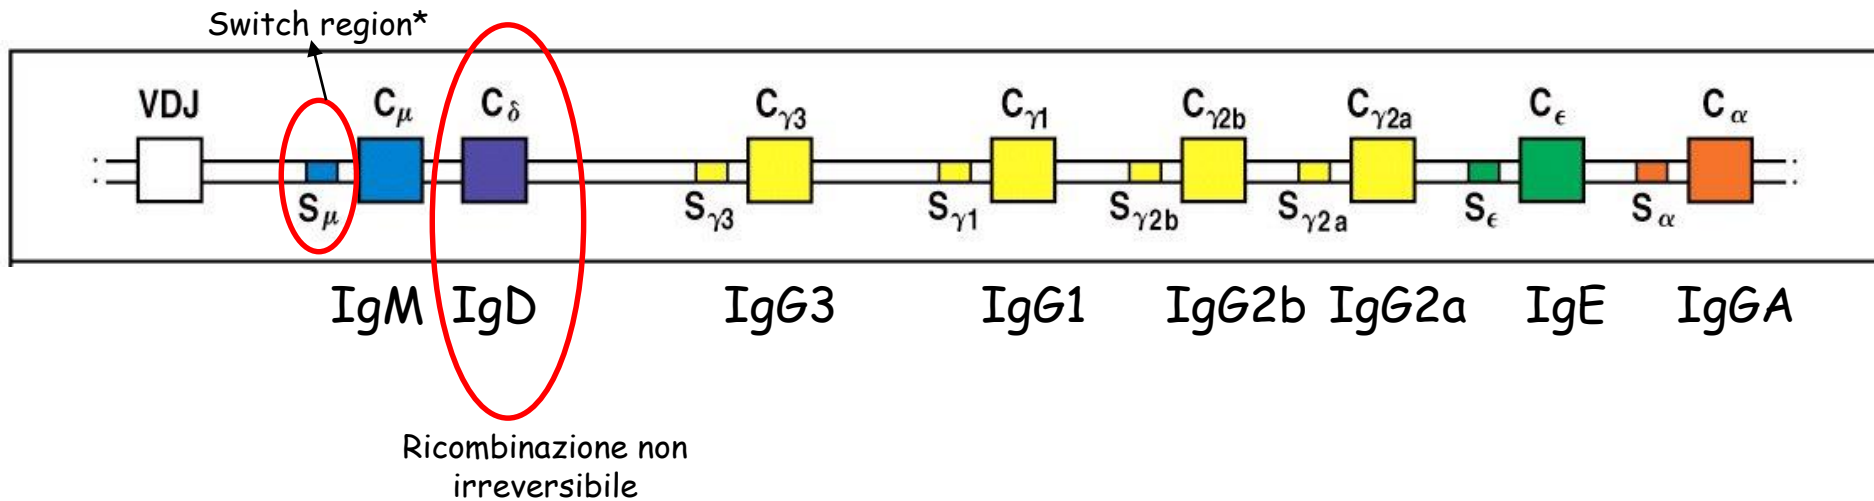 Switch region*
VDJ Cμ Cδ Cγ3 Cγ1 Cγ2b Cγ2a Cϵ Cα
Sμ Sγ3 Sγ1 Sγ2b Sγ2a Sϵ Sα
IgM IgD IgG3 IgG1 IgG2b IgG2a IgE IgGA
Ricombinazione non
irreversibile